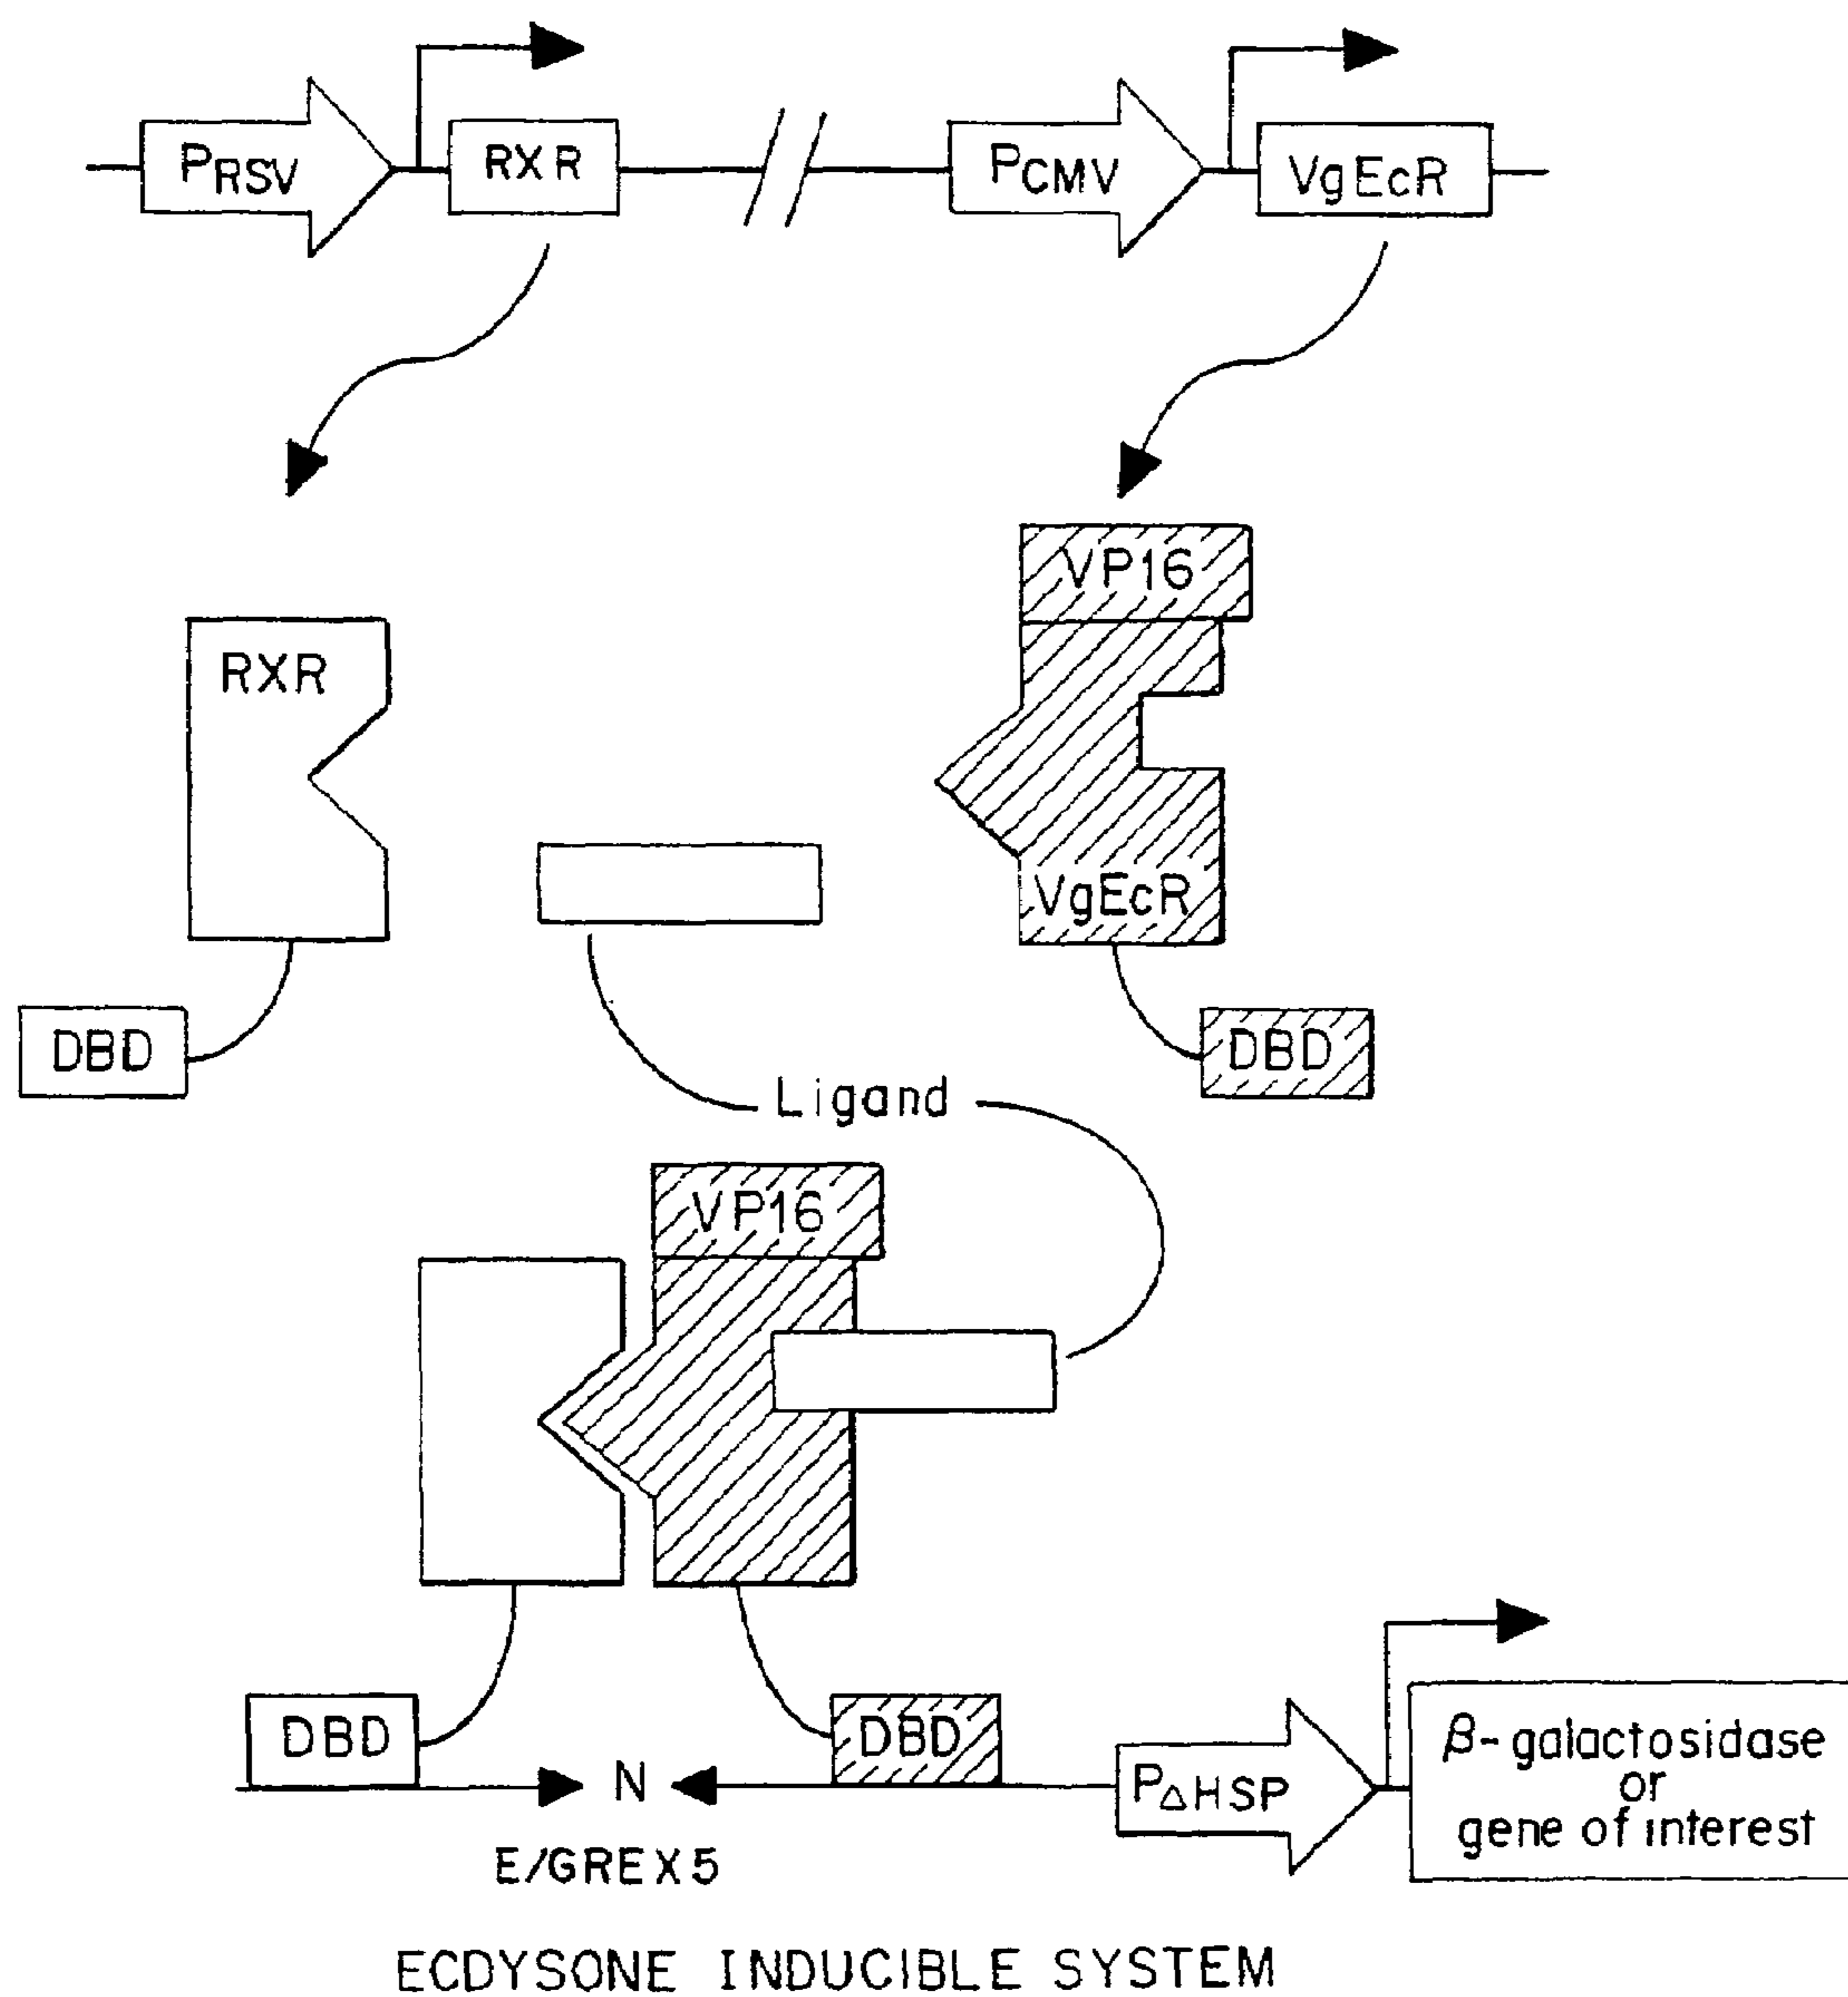 PRSV
RXR
PCMV
VgEcR
VP16
RXR
VgEcR
DBD
DBD
Ligand
VP16
DBD
DBD
N
P△HSP
β-galactosidase
or
gene of interest
E/GREX5
ECDYSONE INDUCIBLE SYSTEM